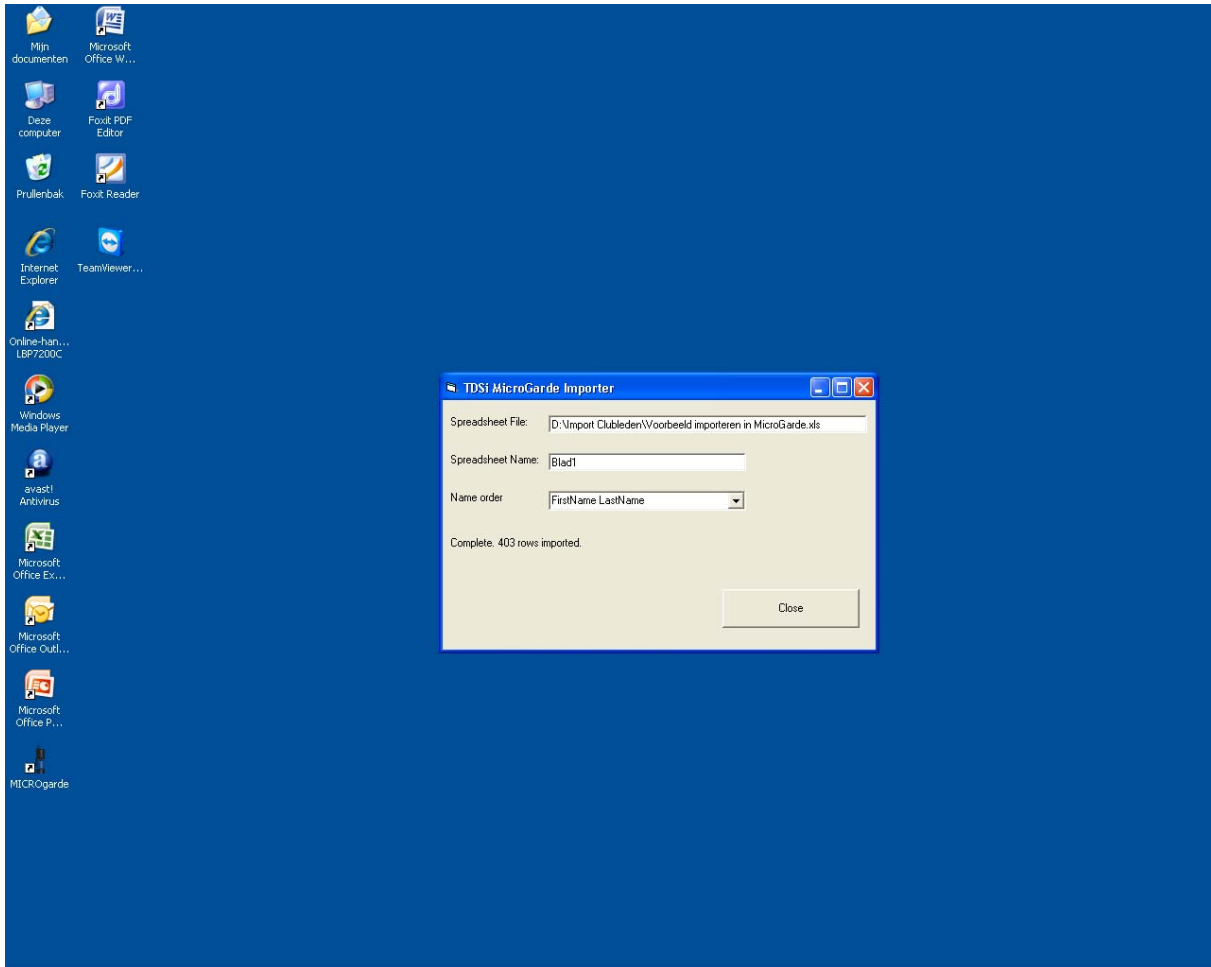 Mijn
documenten
Microsoft
Office W...
Deze
computer
Foxit PDF
Editor
Prullenbak
Foxit Reader
Internet
Explorer
TeamViewer...
Online-han...
LBP7200C
Windows
Media Player
avast!
Antivirus
Microsoft
Office Ex...
Microsoft
Office Outl...
Microsoft
Office P...
MICROgarde
TDSi MicroGarde Importer
Spreadsheet File: D:\Import Clubleden\Voorbeeld importeren in MicroGarde.xls
Spreadsheet Name: Blad1
Name order FirstName LastName
Complete. 403 rows imported.
Close